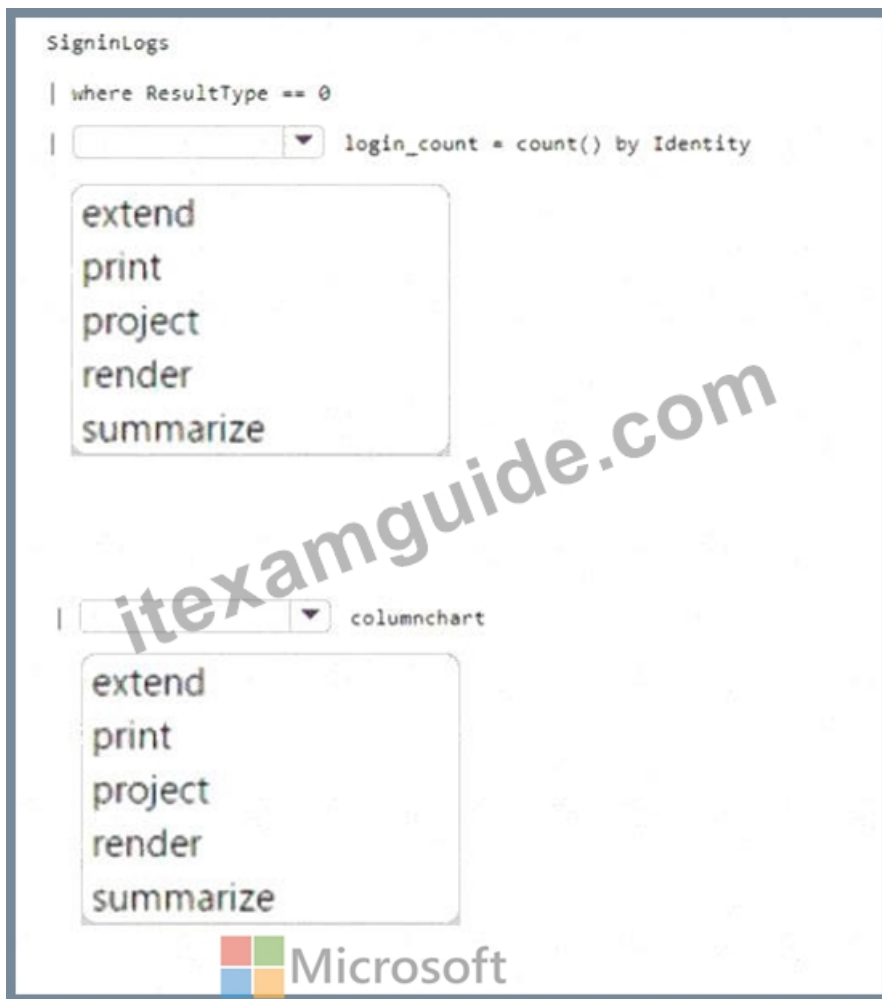 SigninLogs
| where ResultType == 0
| login_count = count() by Identity
extend
print
project
render
summarize
itexamguide.com
| columnchart
extend
print
project
render
summarize
Microsoft